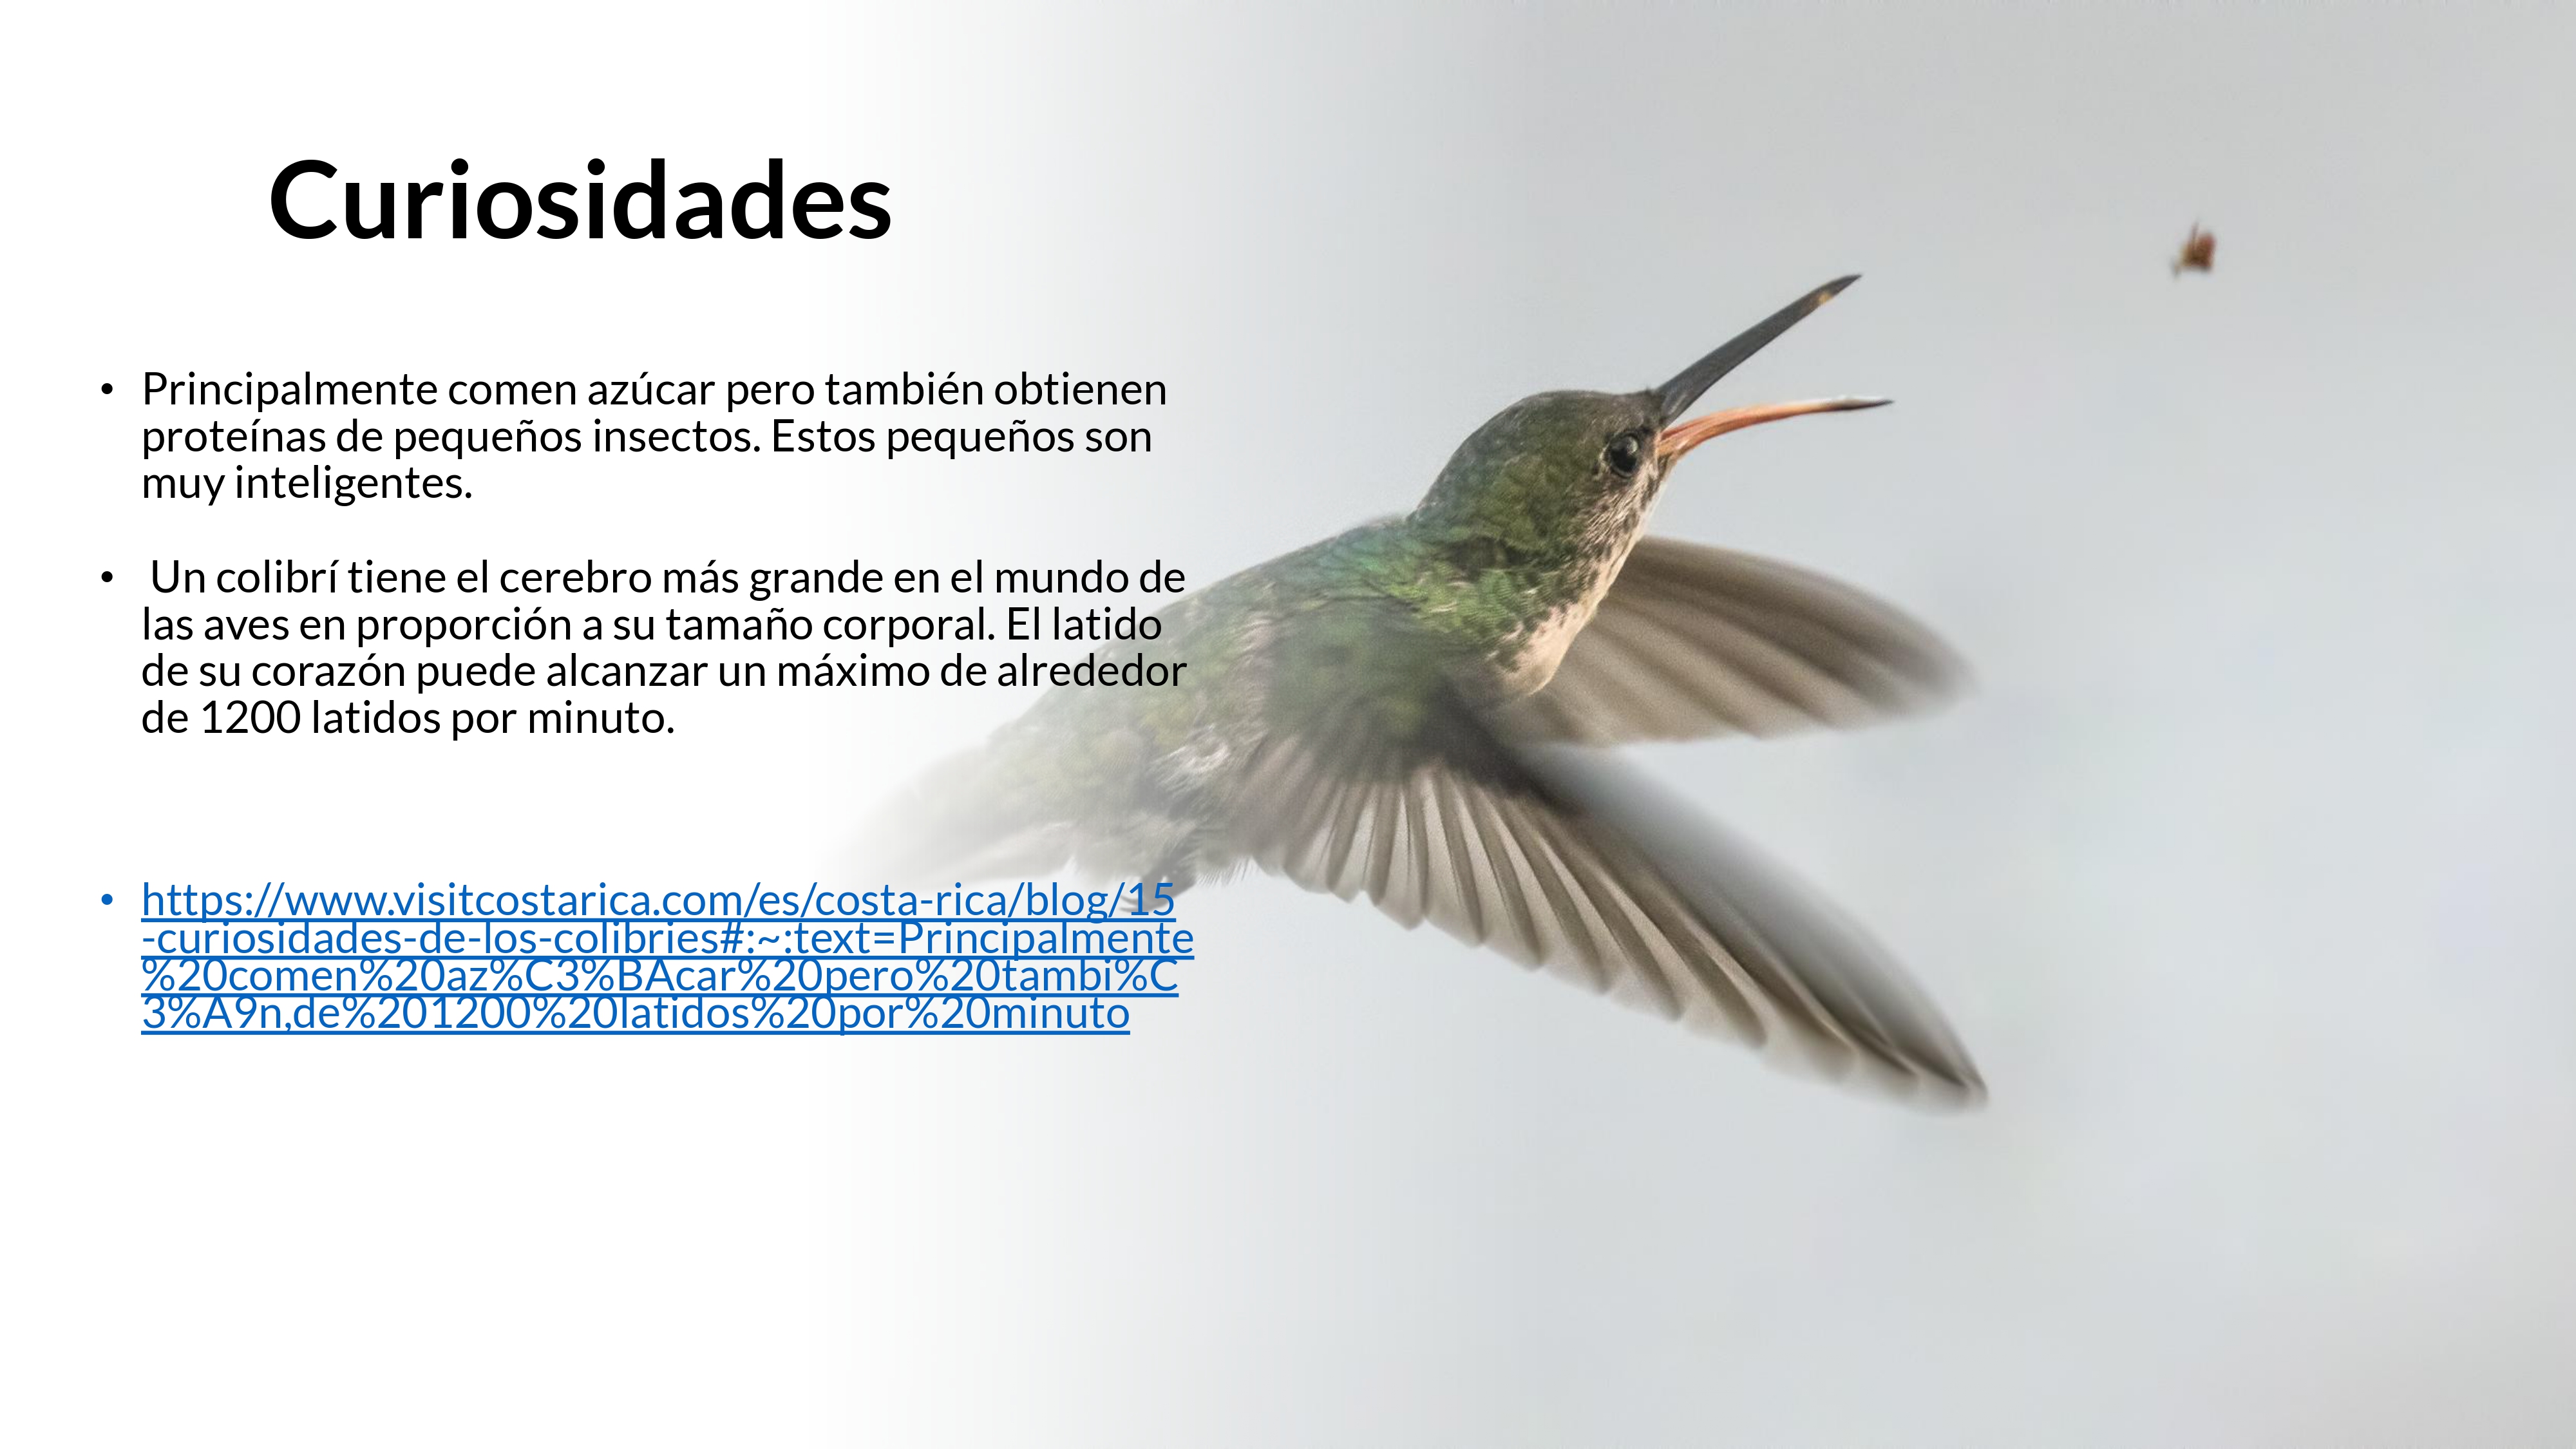 Curiosidades
• Principalmente comen azúcar pero también obtienen
proteínas de pequeños insectos. Estos pequeños son
muy inteligentes.
• Un colibrí tiene el cerebro más grande en el mundo de
las aves en proporción a su tamaño corporal. El latido
de su corazón puede alcanzar un máximo de alrededor
de 1200 latidos por minuto.
• https://www.visitcostarica.com/es/costa-rica/blog/15
-curiosidades-de-los-colibries#:~:text=Principalmente
%20comen%20az%C3%BAcar%20pero%20tambi%C
3%A9n,de%201200%20latidos%20por%20minuto